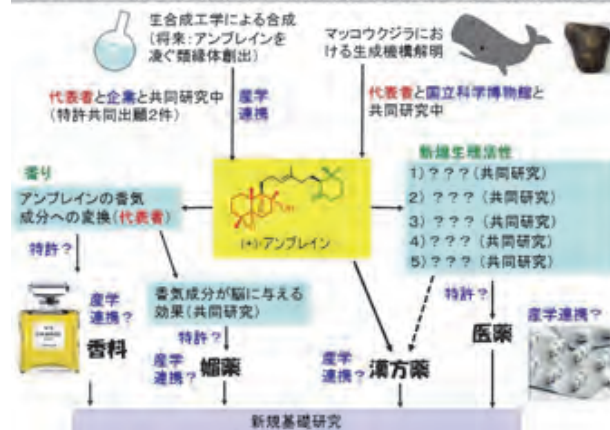 生合成工学による合成
(将来:アンブレインを
凌ぐ類縁体創出)
マッコウクジラにお
ける生成機構解明
代表者と企業と共同研究中
(特許共同出願2件)
産学
連携
代表者と国立科学博物館と
共同研究中
香り
アンブレインの香気
成分への変換(代表者)
(+)-アンブレイン
新規生理活性
1)???(共同研究)
2)???(共同研究)
3)???(共同研究)
4)???(共同研究)
5)???(共同研究)
特許?
産学
連携?
香料
香気成分が脳に与える
効果(共同研究)
特許?
産学
連携?
媚薬
産学
連携?
漢方薬
特許?
医薬
産学連携?
新規基礎研究